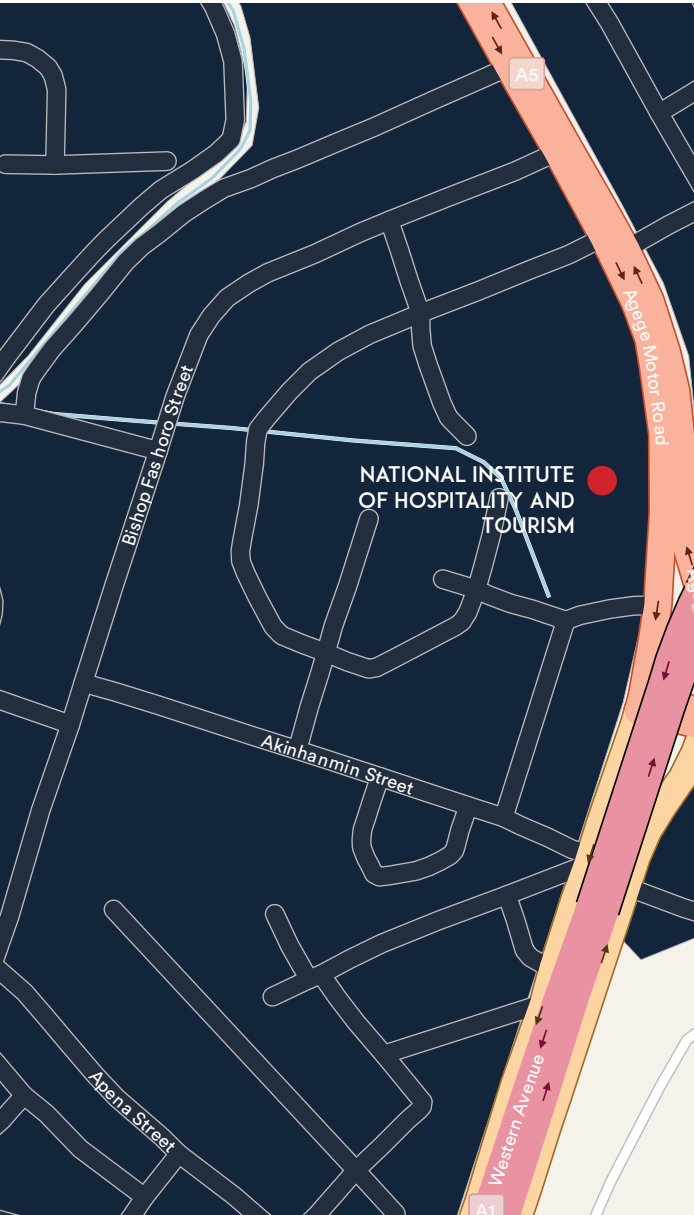 A5
Agege Motor Road
Bishop Fas horo Street
NATIONAL INSTITUTE
OF HOSPITALITY AND
TOURISM
Akinhanmin Street
Apena Street
Western Avenue
A1